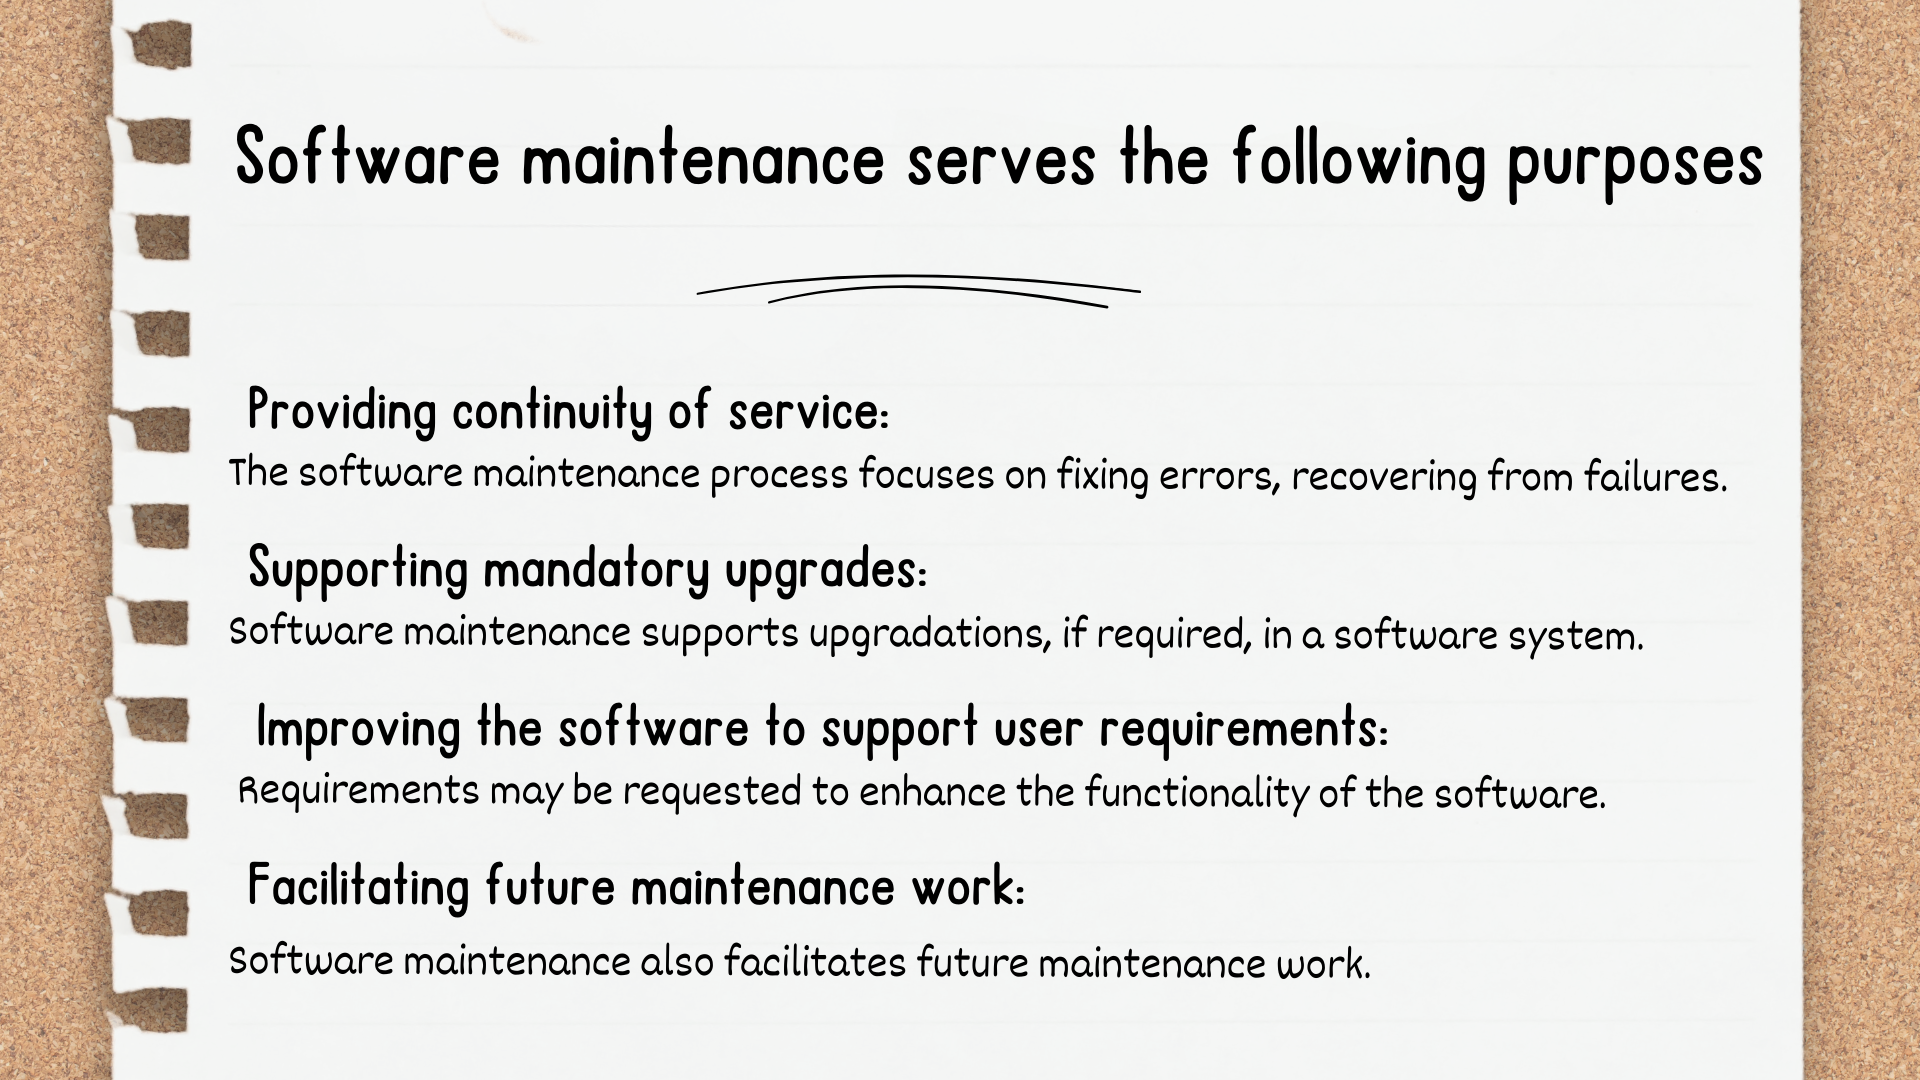 Software maintenance serves the following purposes
Providing continuity of service:
The software maintenance process focuses on fixing errors, recovering from failures.
Supporting mandatory upgrades:
Software maintenance supports upgradations, if required, in a software system.
Improving the software to support user requirements:
Requirements may be requested to enhance the functionality of the software.
Facilitating future maintenance work:
Software maintenance also facilitates future maintenance work.